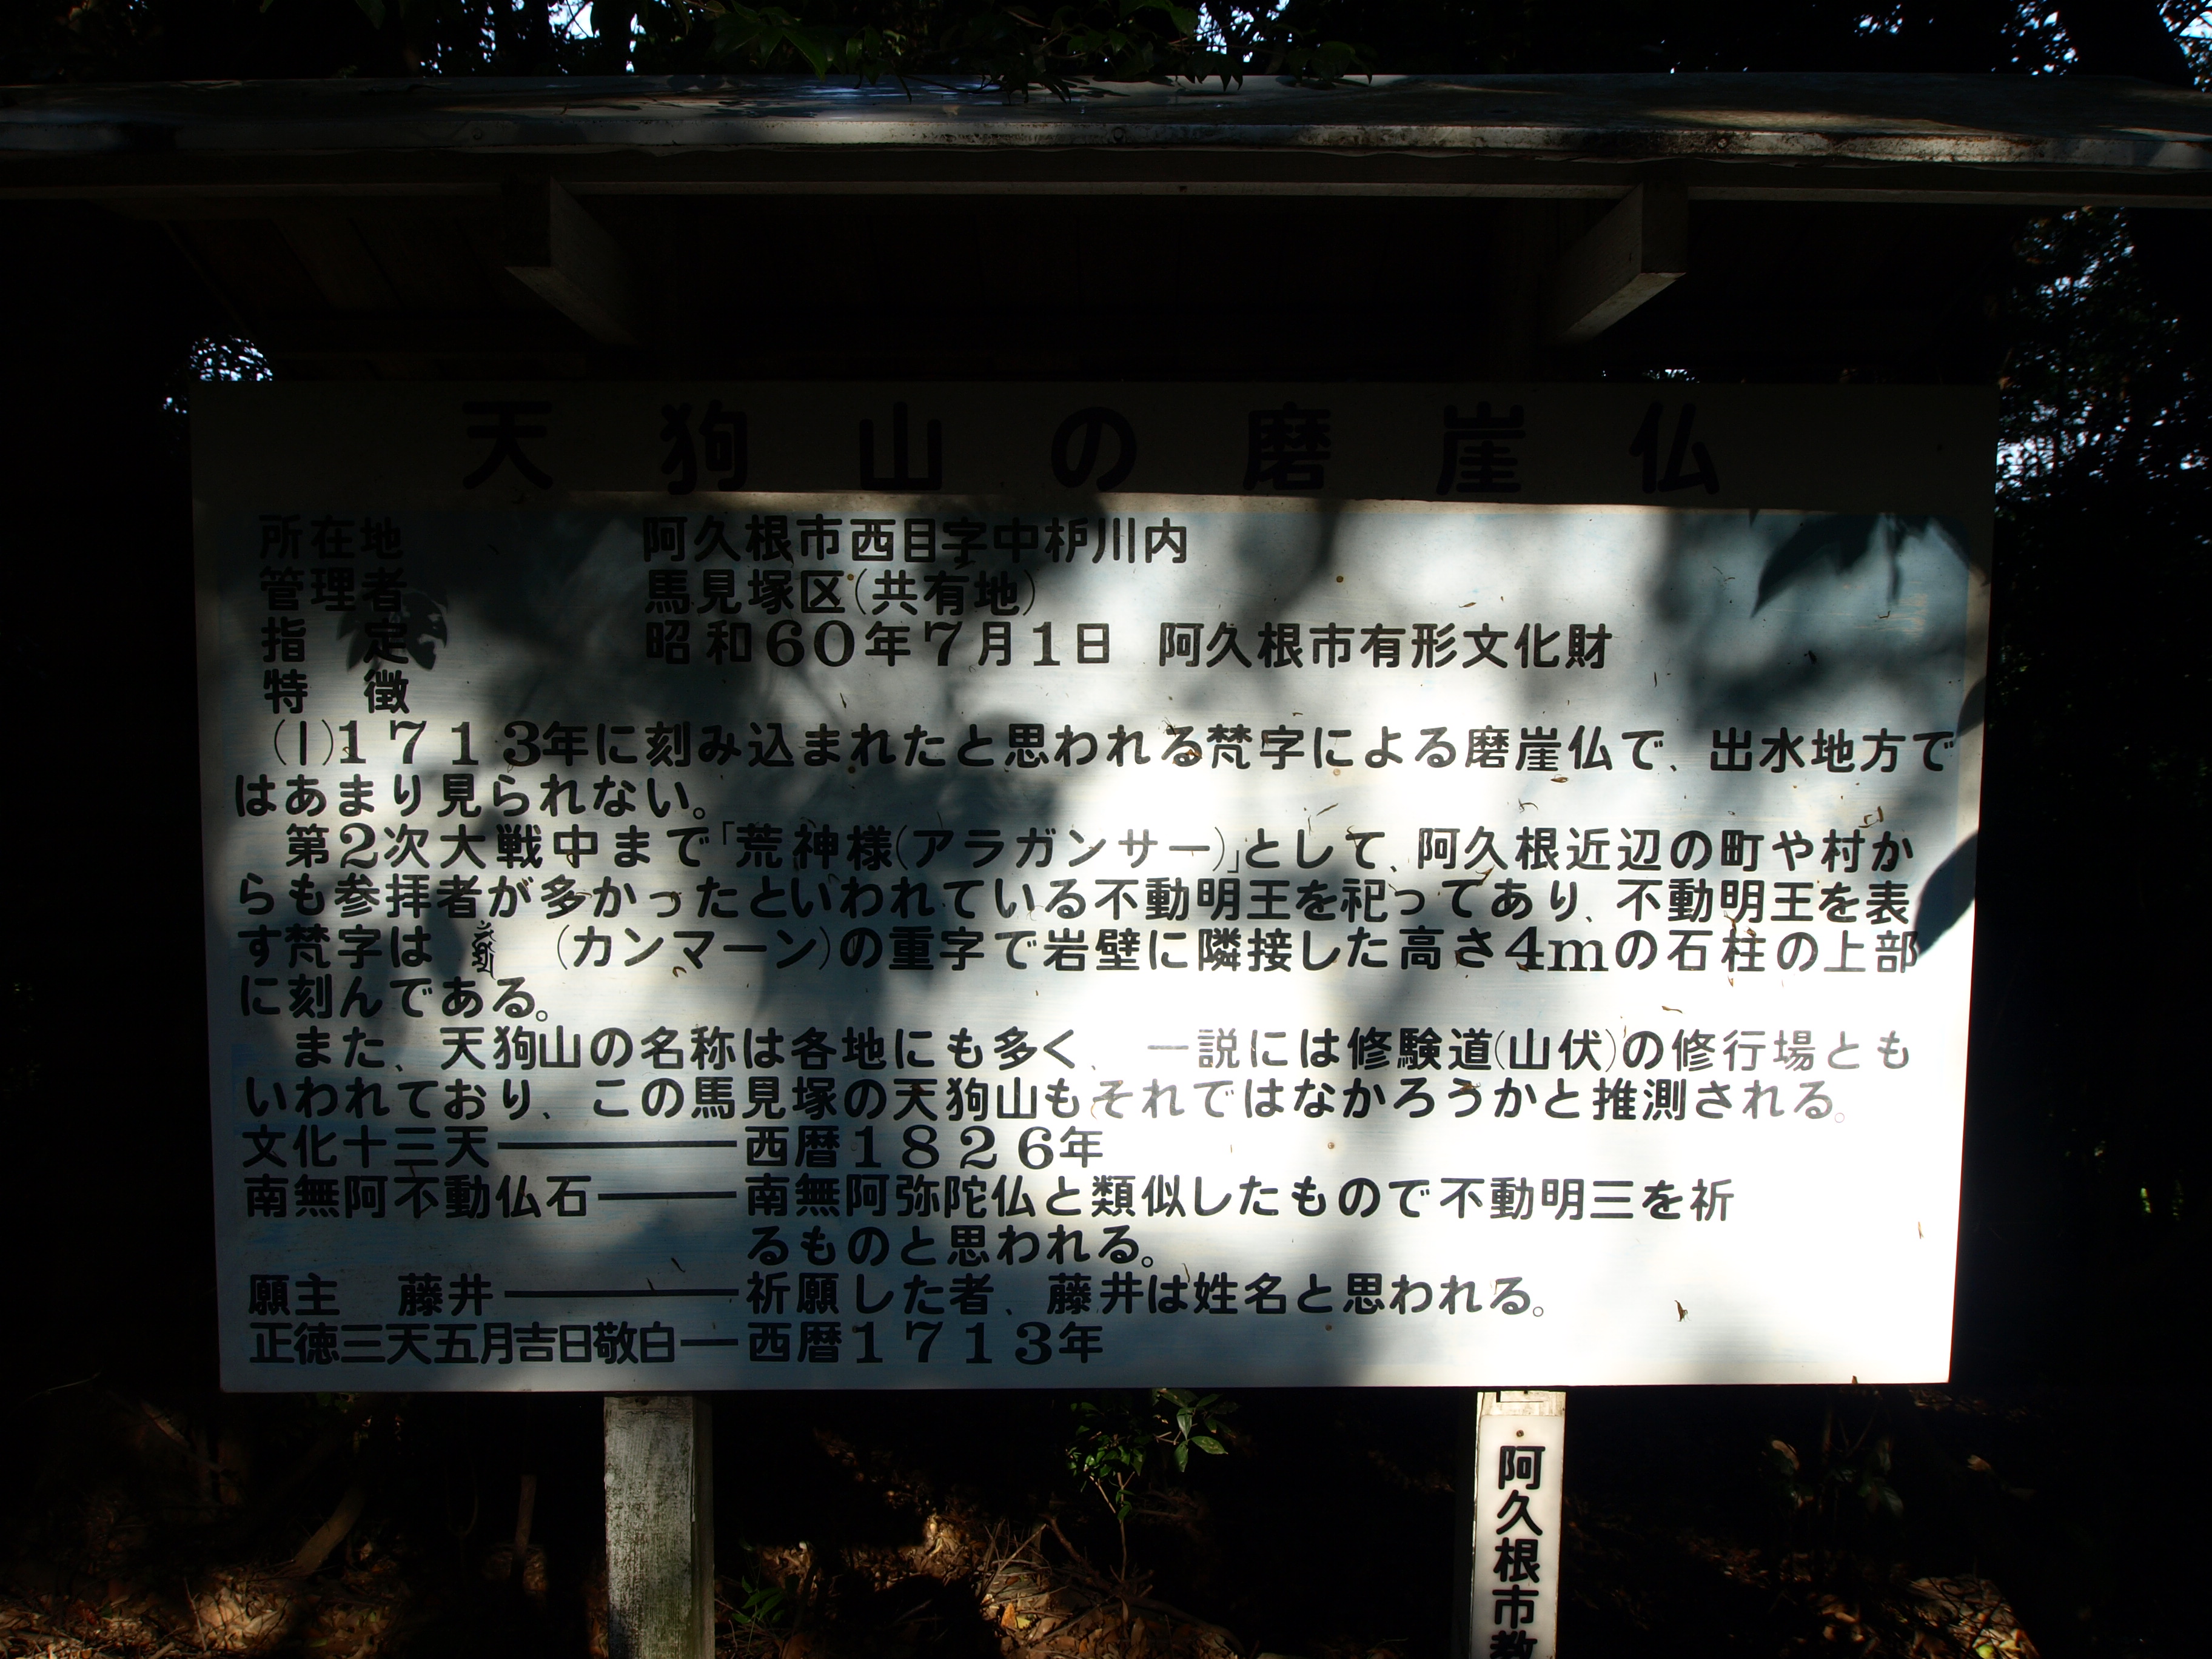 天狗山の磨崖仏
所在地 阿久根市西目字中枦川内
管理者 馬見塚区(共有地)
指定 昭和60年7月1日 阿久根市有形文化財
特徴
(1)1713年に刻み込まれたと思われる梵字による磨崖仏で、出水地方で
はあまり見られない。
第2次大戦中まで「荒神様(アラガンサー)」として、阿久根近辺の町や村か
らも参拝者が多かったといわれている不動明王を祀ってあり、不動明王を表
す梵字は (カンマーン)の重字で岩壁に隣接した高さ4mの石柱の上部
に刻んである。
また、天狗山の名称は各地にも多く、一説には修験道(山伏)の修行場とも
いわれており、この馬見塚の天狗山もそれではなかろうかと推測される。
文化十三天――西暦1826年
南無阿不動仏石――南無阿弥陀仏と類似したもので不動明三を祈
るものと思われる。
願主 藤井――祈願した者、藤井は姓名と思われる。
正徳三天五月吉日敬白―西暦1713年
阿久根市教